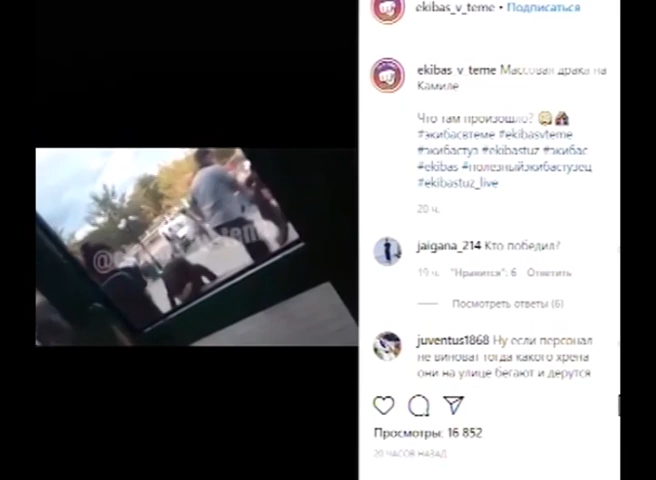 ekibas_v_teme • Подписаться
ekibas_v_teme Массовая драка на
Камиле
Что там произошло?
#экибасвтеме #ekibasvteme
#экибастуз #ekibastuz #экибас
#ekibas #полезныйэкибастузец
#ekibastuz_live
20 ч.
jaigana_214 Кто победил?
19 ч. "Нравится": 6 Ответить
Посмотреть ответы (6)
juventus1868 Ну если персонал
не виноват тогда какого хрена
они на улице бегают и дерутся
Просмотры: 16 852
20 ЧАСОВ НАЗАД